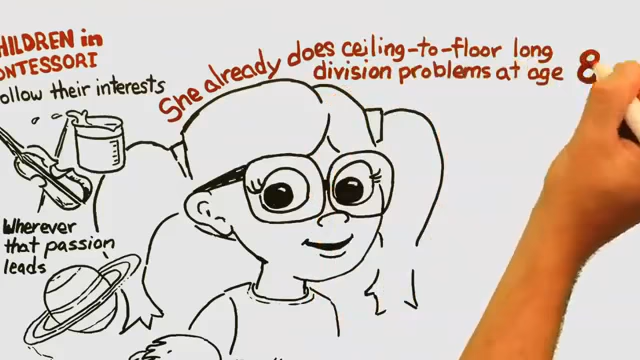 HILDREN in
ONTESSORI
ollow their interests
Wherever
that passion
leads
She already does ceiling-to-floor long
division problems at age 8